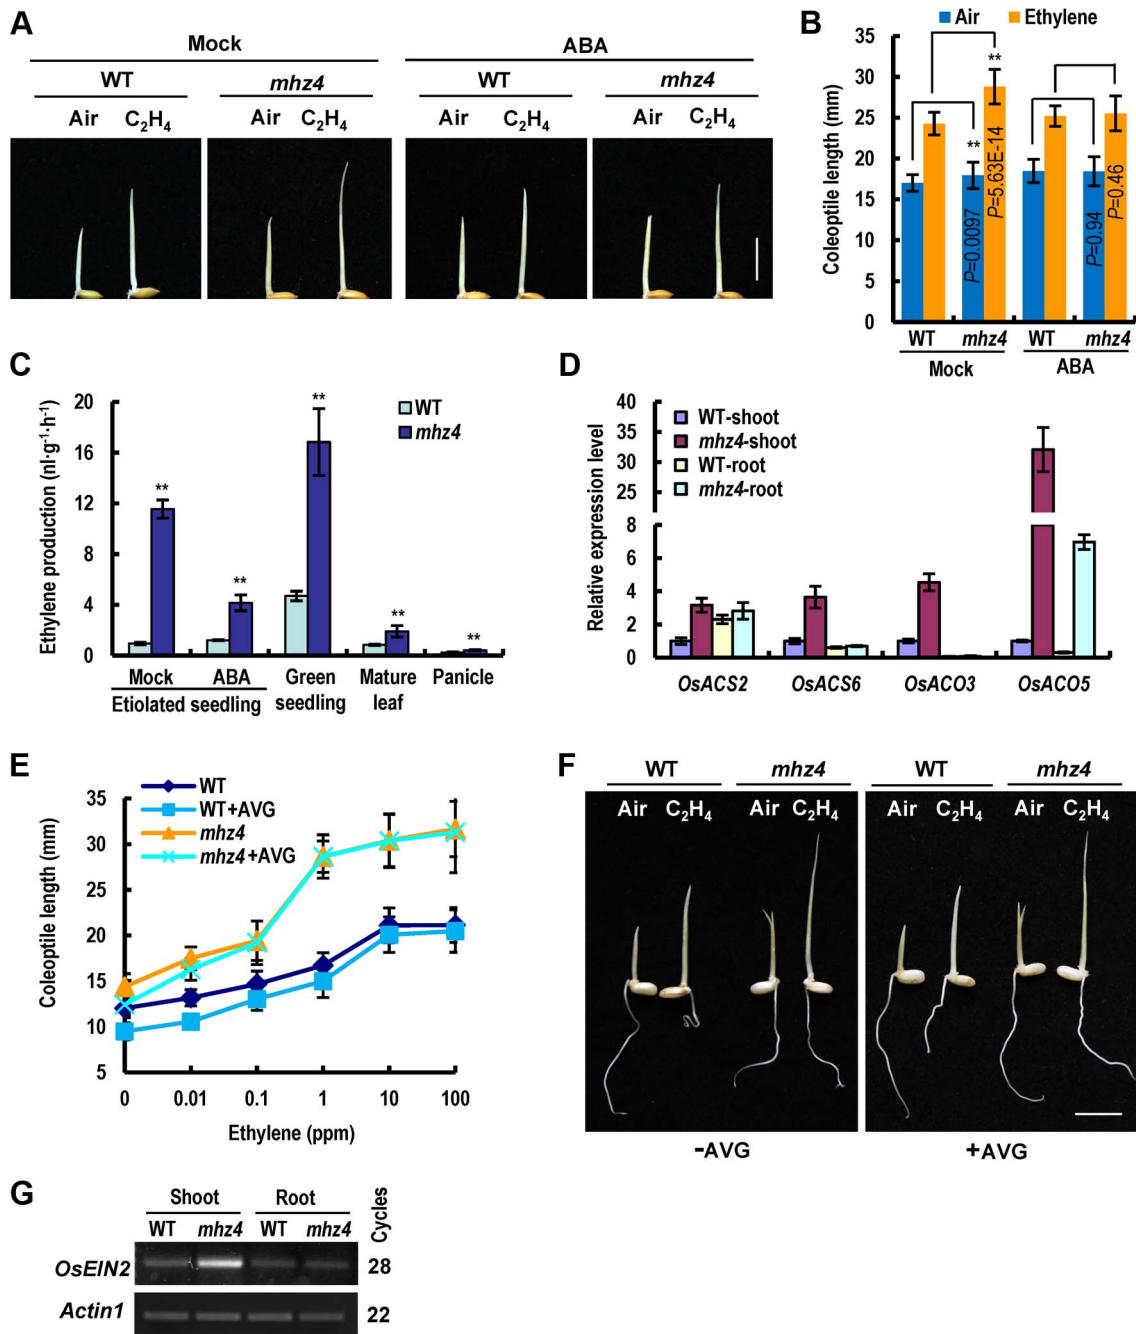 A
Mock
ABA
WT
mhz4
WT
mhz4
Air
C₂H₄
Air
C₂H₄
Air
C₂H₄
Air
C₂H₄
B
Air
Ethylene
Coleoptile length (mm)
35
30
25
20
15
10
5
0
**
**
P=0.0097
P=5.63E-14
P=0.94
P=0.46
WT
mhz4
WT
mhz4
Mock
ABA
C
Ethylene production (nl·g⁻¹·h⁻¹)
20
16
12
8
4
0
WT
mhz4
**
**
**
**
**
Mock
ABA
Green
Mature
Panicle
Etiolated seedling
seedling
leaf
D
Relative expression level
40
35
30
25
8
6
4
2
0
WT-shoot
mhz4-shoot
WT-root
mhz4-root
OsACS2
OsACS6
OsACO3
OsACO5
E
WT
WT+AVG
mhz4
mhz4+AVG
Coleoptile length (mm)
35
30
25
20
15
10
5
0
0.01
0.1
1
10
100
Ethylene (ppm)
F
WT
mhz4
WT
mhz4
Air
C₂H₄
Air
C₂H₄
Air
C₂H₄
Air
C₂H₄
-AVG
+AVG
G
Shoot
Root
Cycles
WT
mhz4
WT
mhz4
OsEIN2
28
Actin1
22